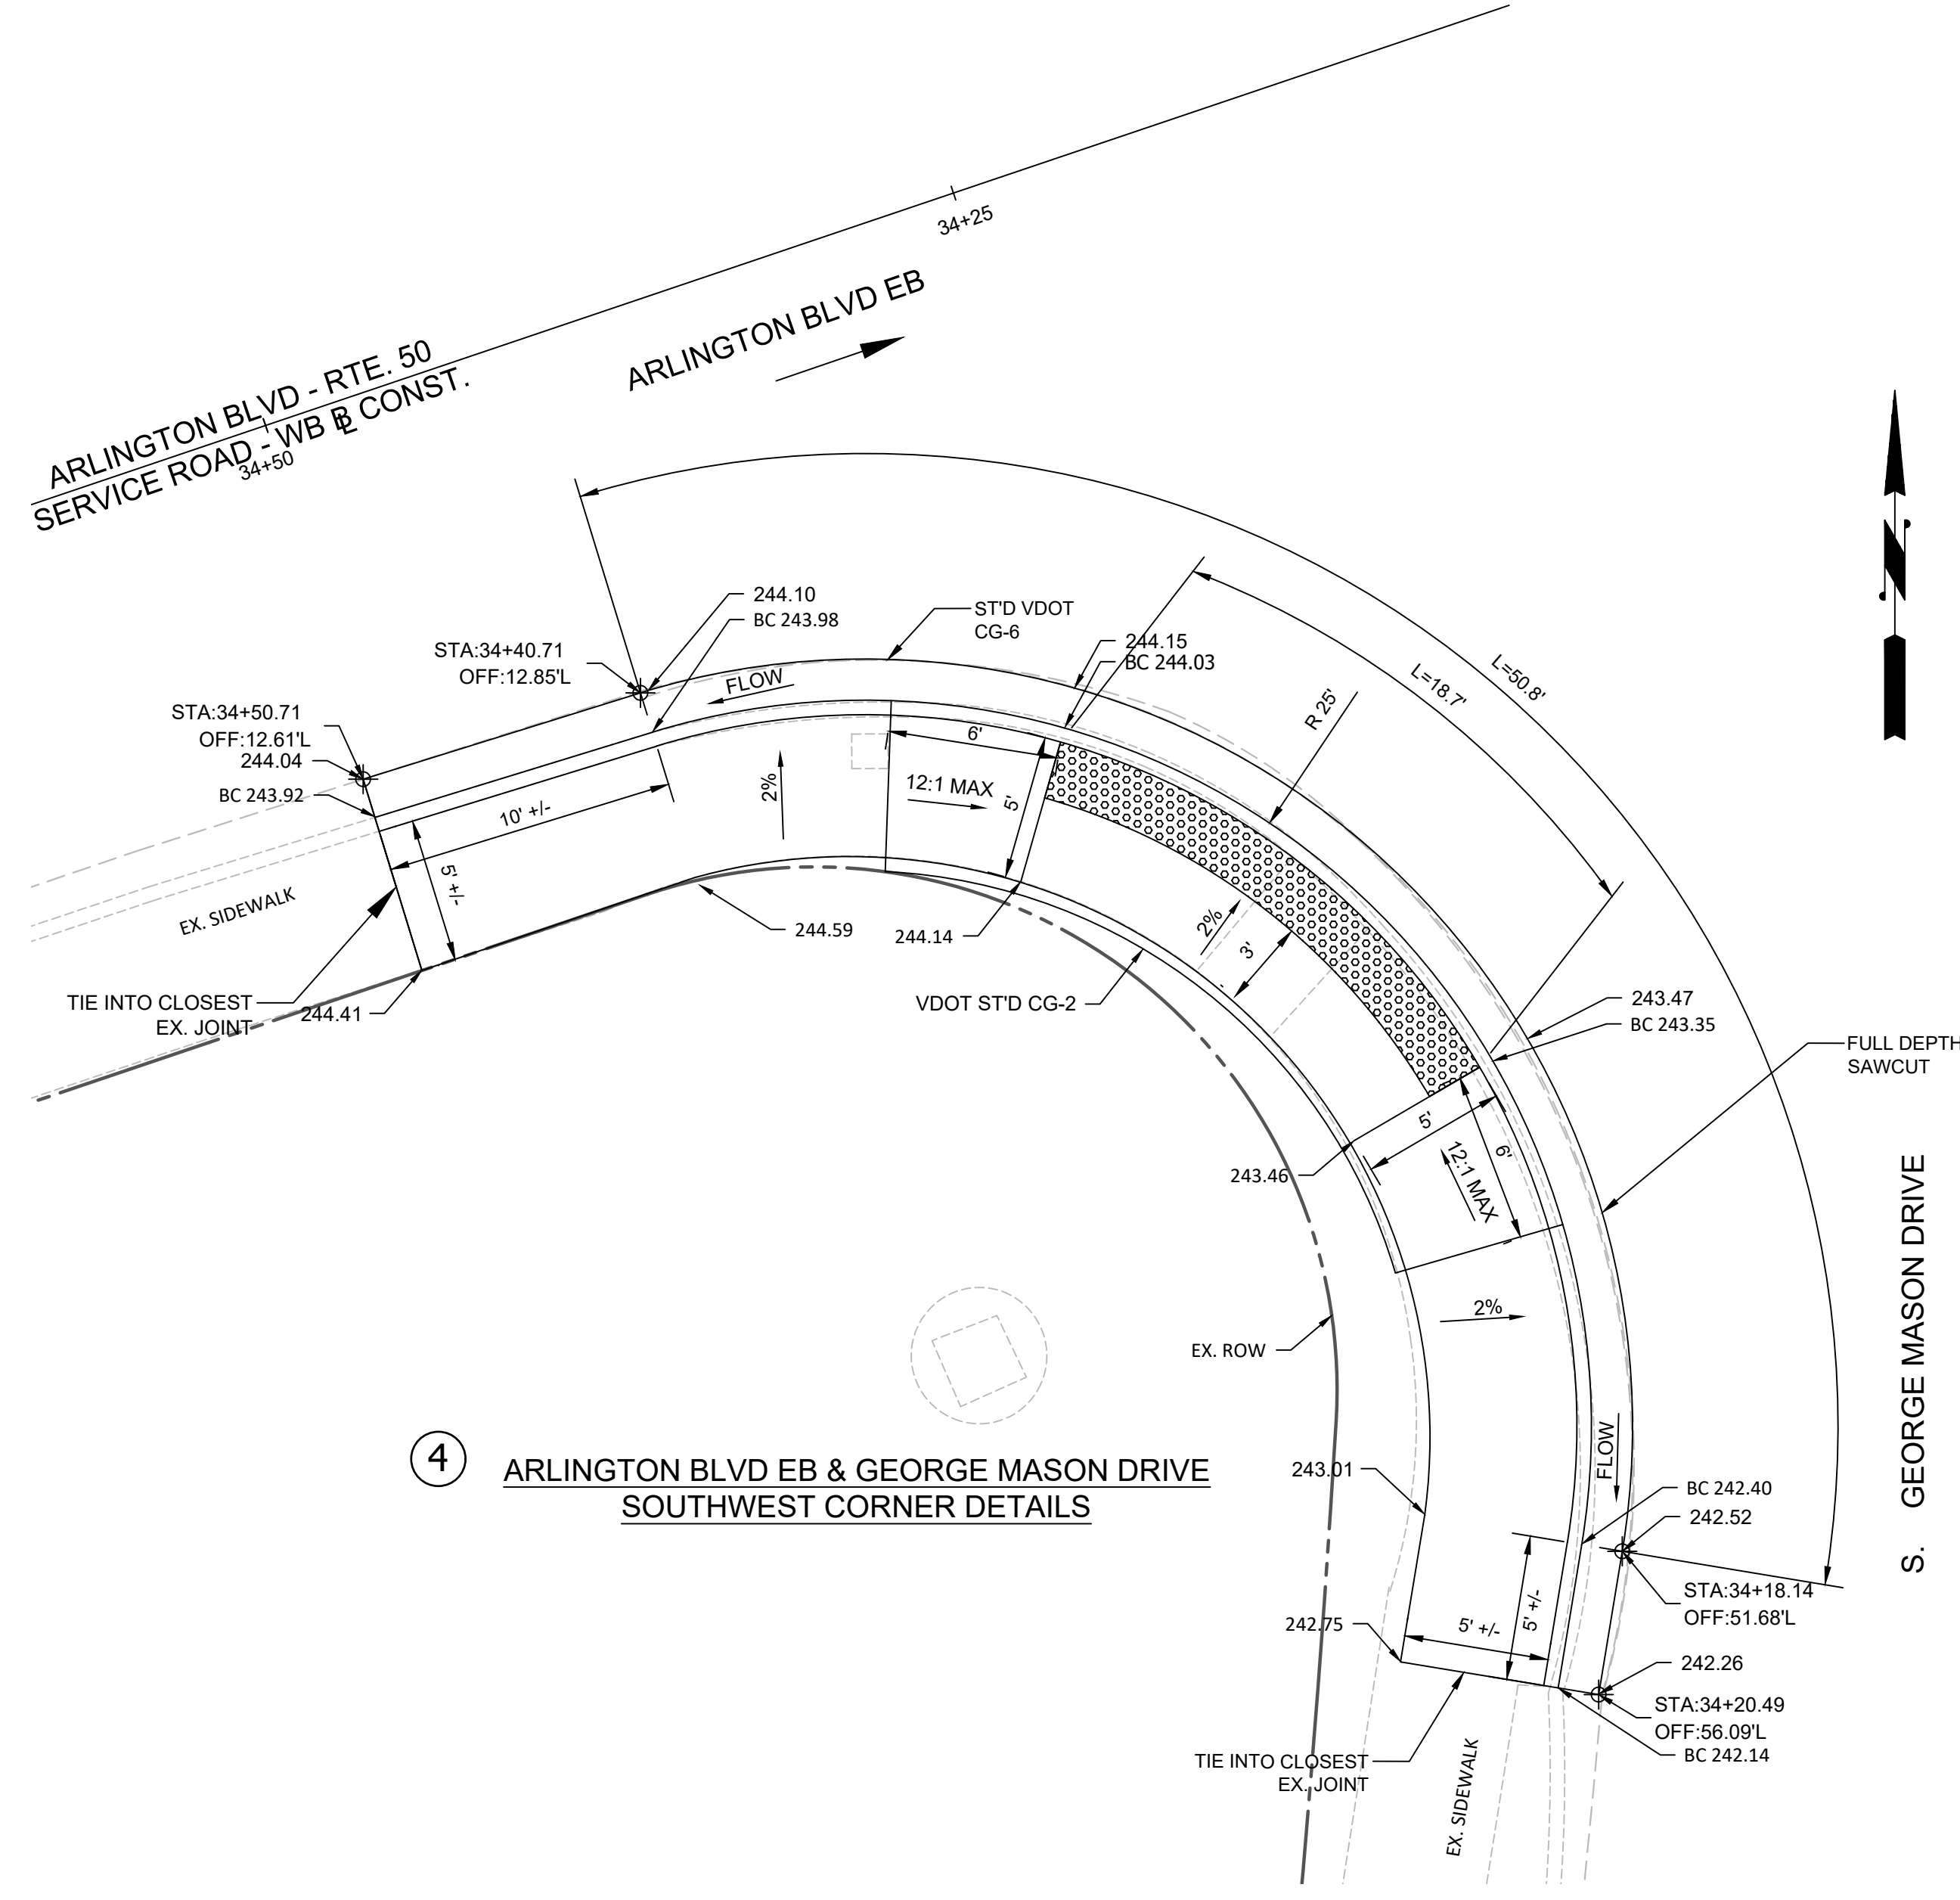 34+25
ARLINGTON BLVD EB
ARLINGTON BLVD - RTE. 50
SERVICE ROAD - WB BL CONST.
34+50
244.10
BC 243.98
ST'D VDOT
CG-6
244.15
BC 244.03
STA:34+40.71
OFF:12.85'L
FLOW
L=50.8'
L=18.7'
R 25'
STA:34+50.71
OFF:12.61'L
244.04
BC 243.92
6'
12:1 MAX
5'
2%
10' +/-
5' +/-
EX. SIDEWALK
244.59
244.14
2%
3'
TIE INTO CLOSEST
EX. JOINT
244.41
VDOT ST'D CG-2
243.47
BC 243.35
FULL DEPTH
SAWCUT
5'
6'
12:1 MAX
243.46
2%
EX. ROW
S. GEORGE MASON DRIVE
4
ARLINGTON BLVD EB & GEORGE MASON DRIVE
SOUTHWEST CORNER DETAILS
243.01
FLOW
BC 242.40
242.52
STA:34+18.14
OFF:51.68'L
242.75
5' +/-
5' +/-
242.26
STA:34+20.49
OFF:56.09'L
BC 242.14
TIE INTO CLOSEST
EX. JOINT
EX. SIDEWALK